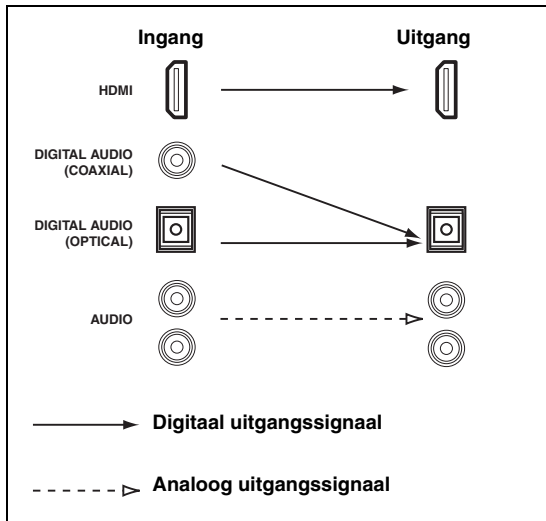 Ingang Uitgang
HDMI
DIGITAL AUDIO
(COAXIAL)
DIGITAL AUDIO
(OPTICAL)
AUDIO
Digitaal uitgangssignaal
Analoog uitgangssignaal